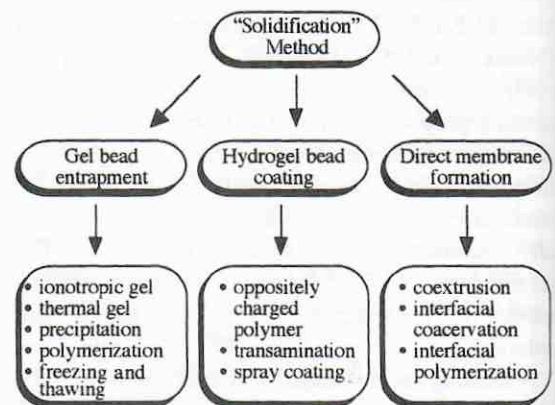 “Solidification”
Method
Gel bead
entrapment
Hydrogel bead
coating
Direct membrane
formation
• ionotropic gel
• thermal gel
• precipitation
• polymerization
• freezing and
thawing
• oppositely
charged
polymer
• transamination
• spray coating
• coextrusion
• interfacial
coacervation
• interfacial
polymerization